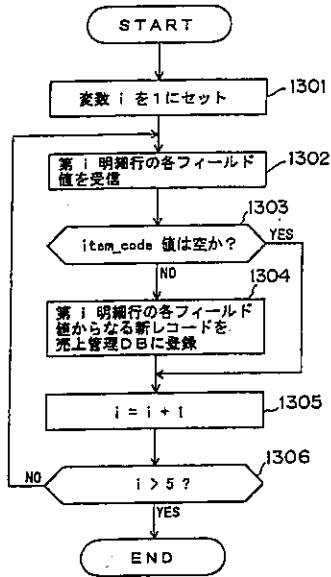 START
1301
変数 i を1にセット
1302
第 i 明細行の各フィールド
値を受信
1303
item_code 値は空か?
YES
NO
1304
第 i 明細行の各フィールド
値からなる新レコードを
売上管理DBに登録
1305
i = i + 1
1306
i > 5 ?
NO
YES
END